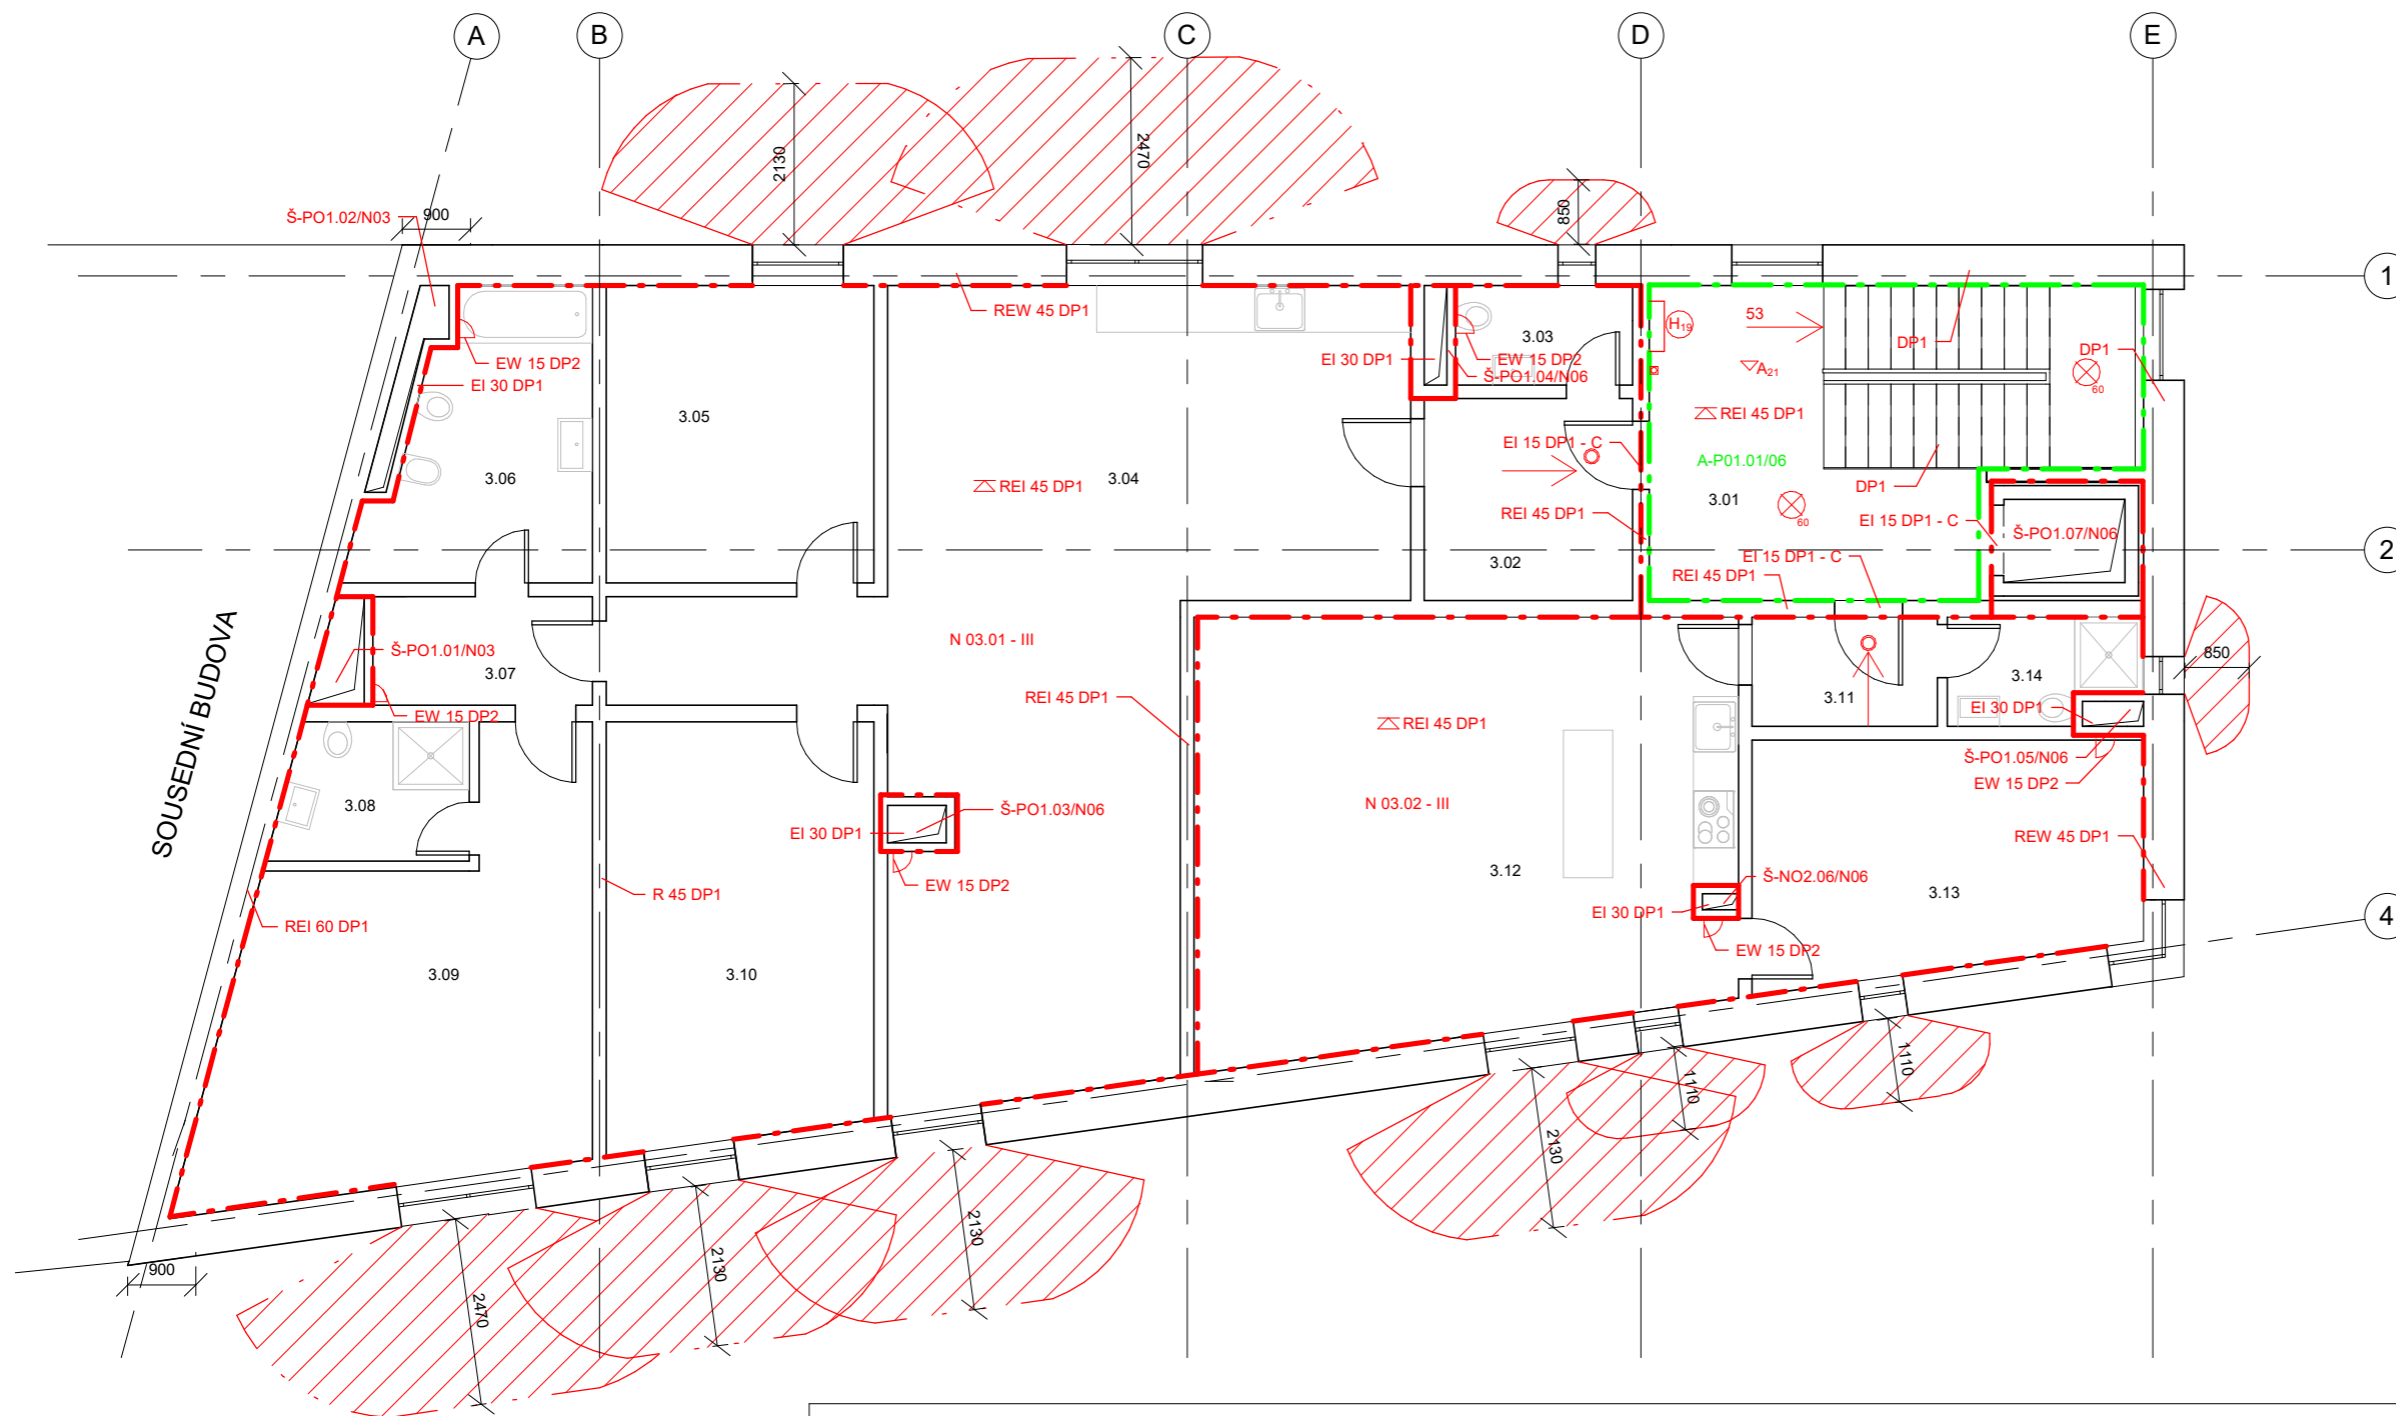 A
B
C
D
E
2130
2470
850
Š-PO1.02/N03
900
1
REW 45 DP1
H19
53
DP1
DP1
3.03
EW 15 DP2
EI 30 DP1
EI 30 DP1
EW 15 DP2
Š-PO1.04/N06
A21
60
3.05
REI 45 DP1
EI 15 DP1 - C
A-P01.01/06
3.06
REI 45 DP1
3.04
DP1
3.01
REI 45 DP1
60
EI 15 DP1 - C
Š-PO1.07/N06
2
3.02
EI 15 DP1 - C
REI 45 DP1
SOUSEDNÍ BUDOVA
N 03.01 - III
Š-PO1.01/N03
850
3.07
3.14
REI 45 DP1
3.11
EI 30 DP1
EW 15 DP2
REI 45 DP1
Š-PO1.05/N06
EW 15 DP2
3.08
N 03.02 - III
Š-PO1.03/N06
EI 30 DP1
REW 45 DP1
3.12
Š-NO2.06/N06
EW 15 DP2
R 45 DP1
3.13
EI 30 DP1
4
REI 60 DP1
EW 15 DP2
3.09
3.10
1110
1110
2130
2130
2130
900
2470